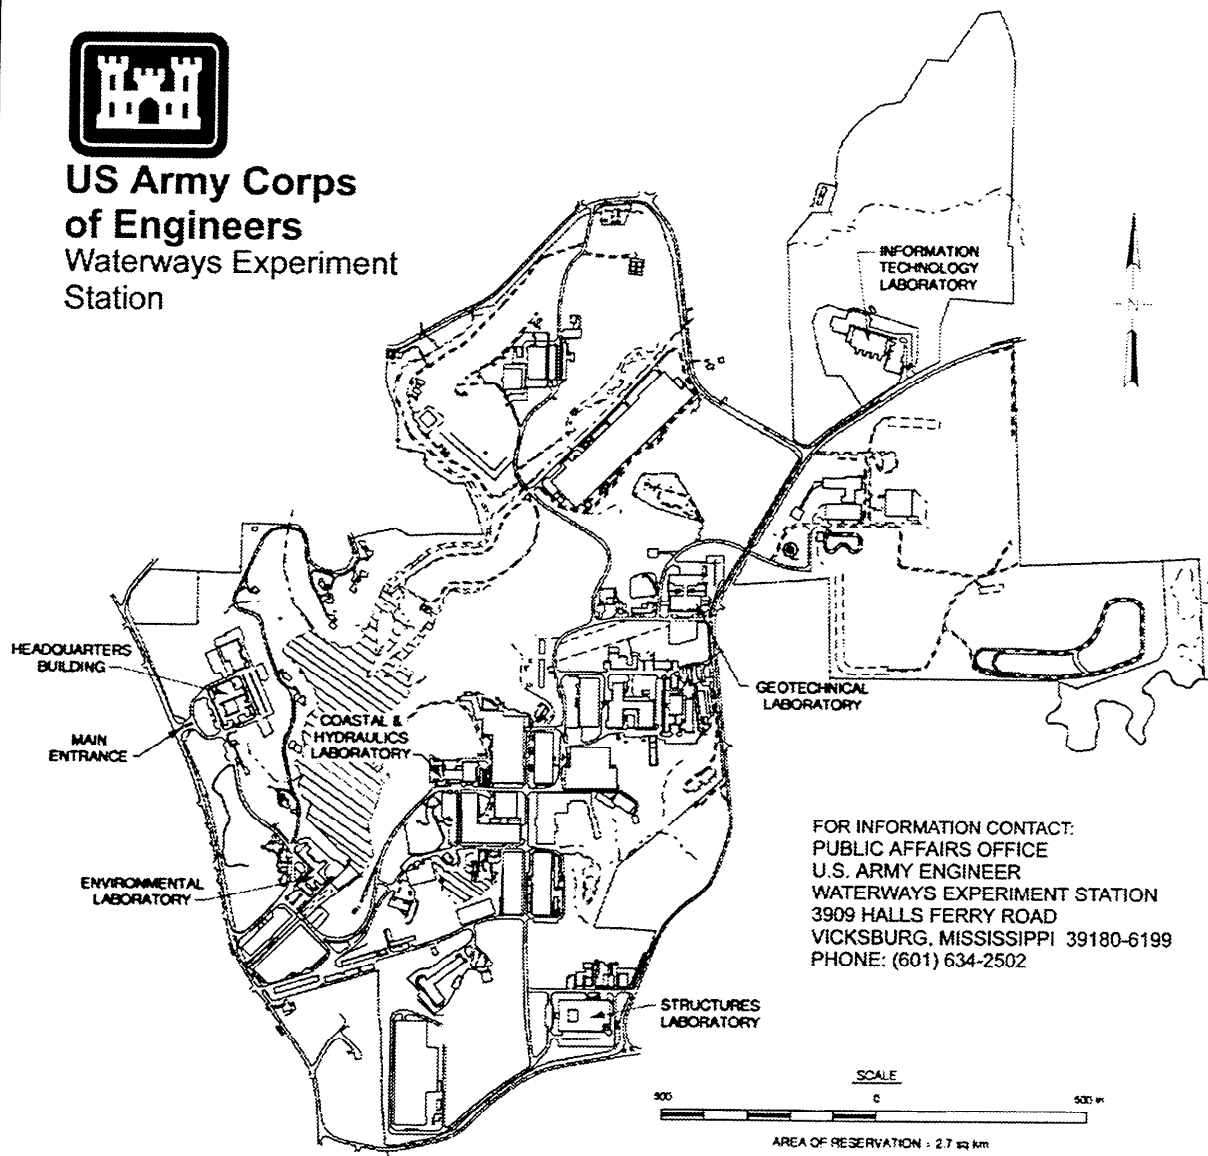 US Army Corps
of Engineers
Waterways Experiment
Station
INFORMATION
TECHNOLOGY
LABORATORY
HEADQUARTERS
BUILDING
MAIN
ENTRANCE
COASTAL &
HYDRAULICS
LABORATORY
GEOTECHNICAL
LABORATORY
ENVIRONMENTAL
LABORATORY
STRUCTURES
LABORATORY
FOR INFORMATION CONTACT:
PUBLIC AFFAIRS OFFICE
U.S. ARMY ENGINEER
WATERWAYS EXPERIMENT STATION
3909 HALLS FERRY ROAD
VICKSBURG, MISSISSIPPI 39180-6199
PHONE: (601) 634-2502
SCALE
0
500 m
AREA OF RESERVATION : 2.7 sq km